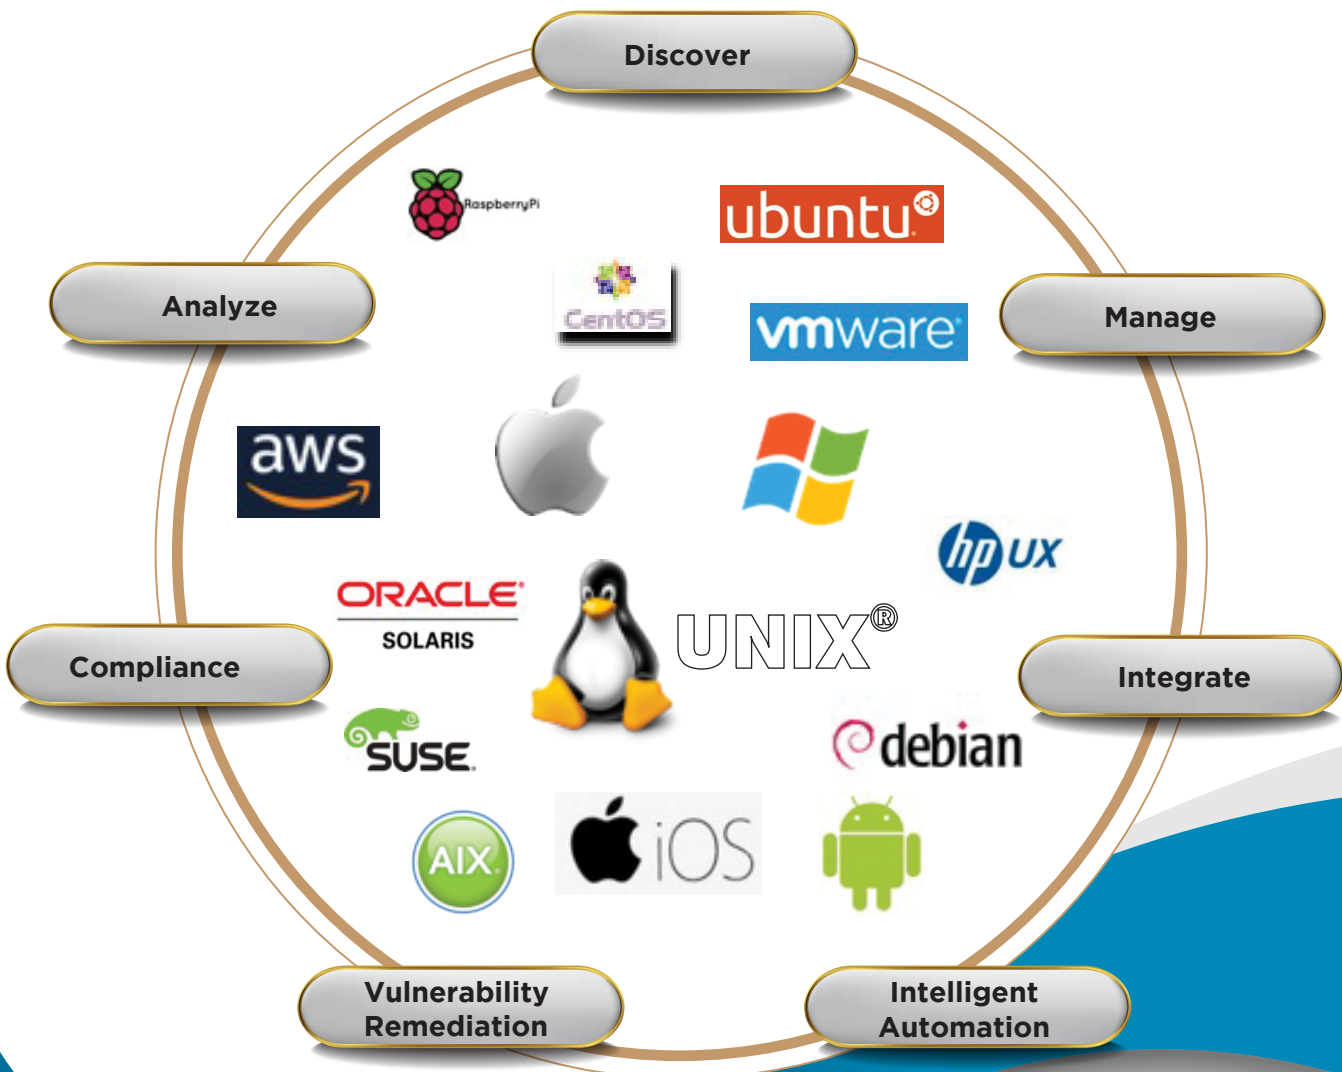 Discover
RaspberryPi
ubuntu®
CentOS
vmware®
Analyze
Manage
aws
hp UX
ORACLE®
SOLARIS
UNIX®
Compliance
Integrate
SUSE.
debian
AIX
iOS
Vulnerability
Remediation
Intelligent
Automation